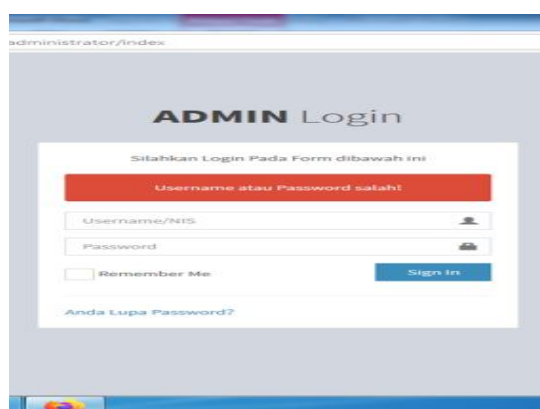 administrator/index
ADMIN Login
Silahkan Login Pada Form dibawah ini
Username atau Password salah!
Username/NIS
Password
Remember Me
Sign In
Anda Lupa Password?